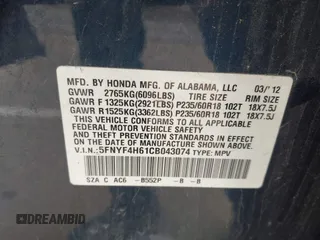 MFD. BY HONDA MFG. OF ALABAMA, LLC 03/'12
GVWR 2765KG(6096LBS) TIRE SIZE RIM SIZE
GAWR F 1325KG(2921LBS) P235/60R18 102T 18X7.5J
GAWR R 1525KG(3362LBS) P235/60R18 102T 18X7.5J
THIS VEHICLE CONFORMS TO ALL APPLICABLE
FEDERAL MOTOR VEHICLE SAFETY AND THEFT PREVENTION
STANDARDS IN EFFECT ON THE DATE OF MANUFACTURE SHOWN ABOVE.
V.I.N.: 5FNYF4H61CB043074 TYPE: MPV
SZA C AC6 B552P -B -B